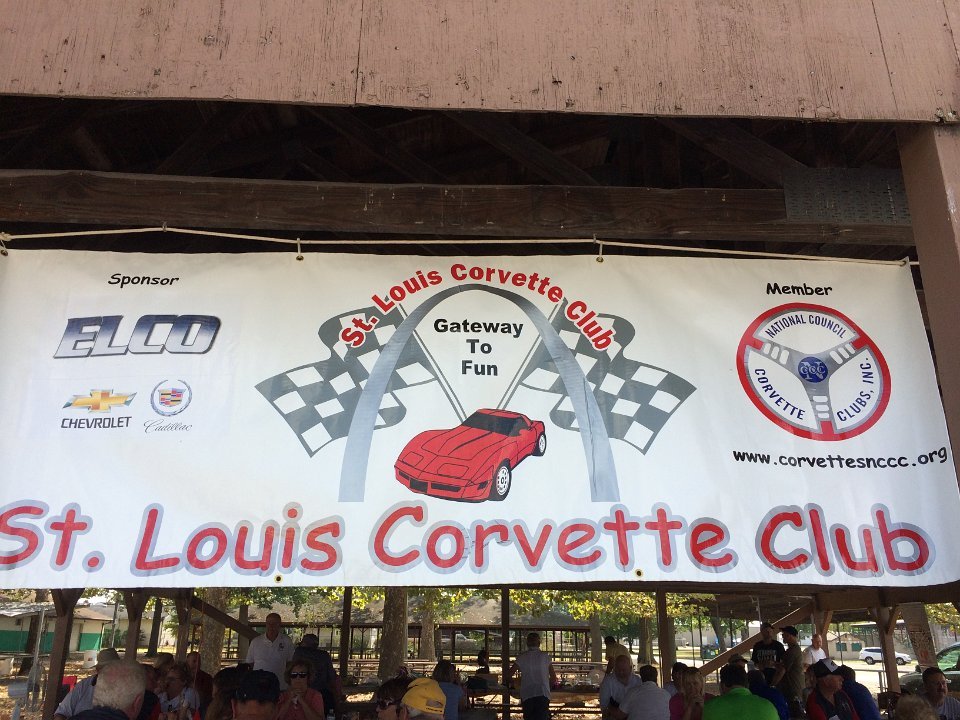 Sponsor
ELCO
CHEVROLET
Cadillac
St. Louis Corvette Club
Gateway
To
Fun
Member
NATIONAL COUNCIL
CORVETTE CLUBS, INC.
www.corvettesnccc.org
St. Louis Corvette Club